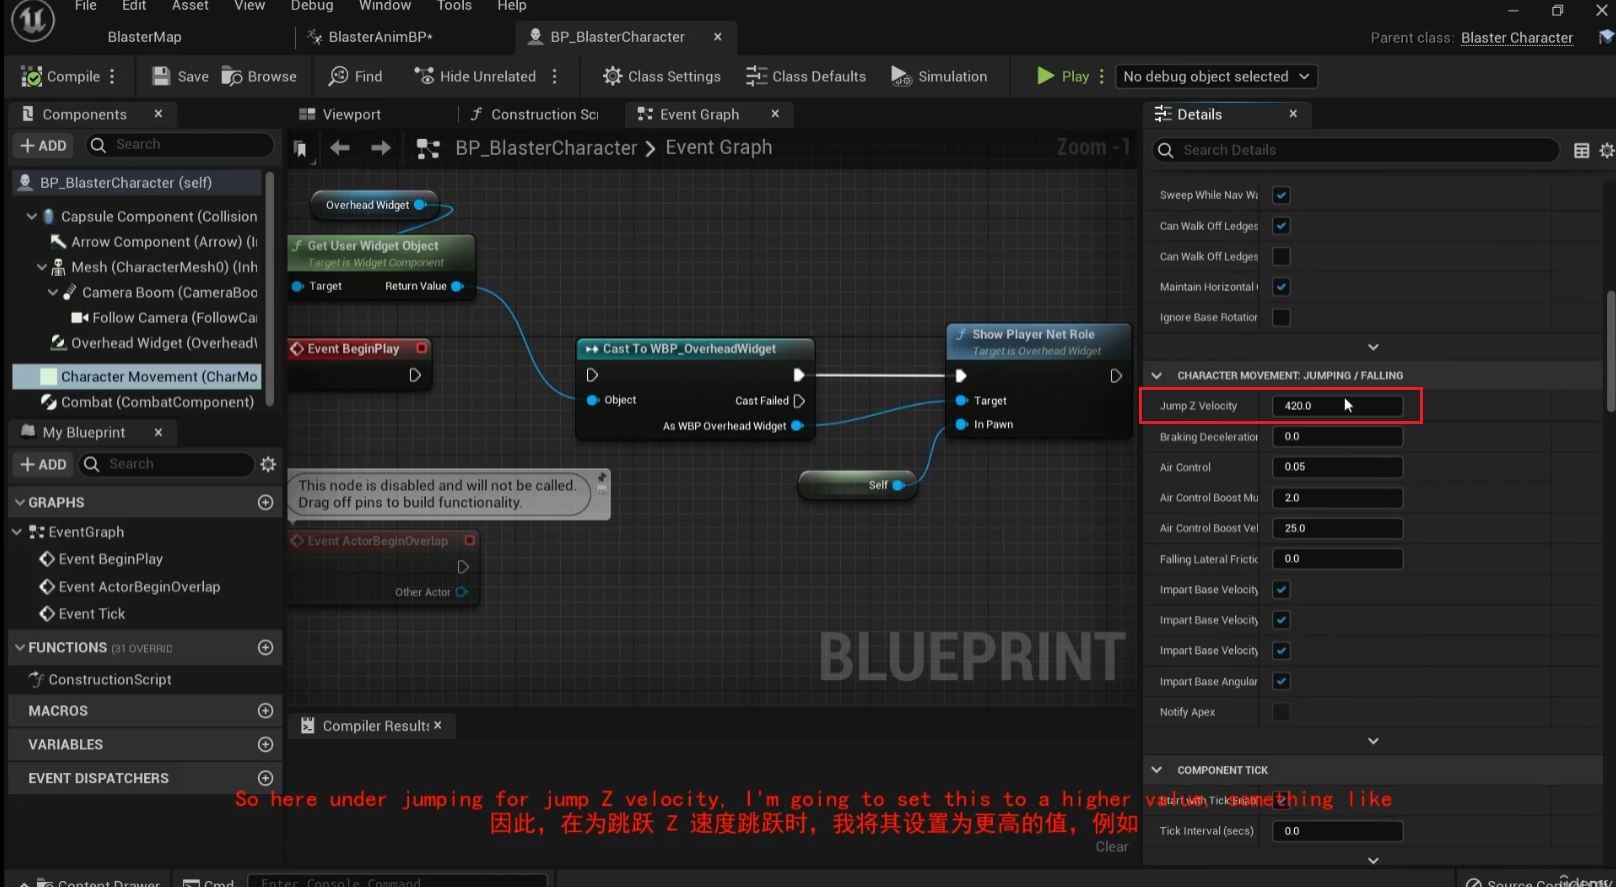 File Edit Asset View Debug Window Tools Help
BlasterMap
BlasterAnimBP*
BP_BlasterCharacter
Parent class: Blaster Character
Compile Save Browse Find Hide Unrelated Class Settings Class Defaults Simulation Play No debug object selected
Components
ADD Search
BP_BlasterCharacter (self)
Capsule Component (Collision
Arrow Component (Arrow) (I
Mesh (CharacterMesh0) (Inh
Camera Boom (CameraBoo
Follow Camera (FollowCa
Overhead Widget (Overhead
Character Movement (CharMo
Combat (CombatComponent)
My Blueprint
ADD Search
GRAPHS
EventGraph
Event BeginPlay
Event ActorBeginOverlap
Event Tick
FUNCTIONS (31 OVERRID
ConstructionScript
MACROS
VARIABLES
EVENT DISPATCHERS
Viewport
Construction Sc
Event Graph
BP_BlasterCharacter > Event Graph
Zoom -1
Overhead Widget
Get User Widget Object
Target is Widget Component
Target Return Value
Event BeginPlay
Cast To WBP_OverheadWidget
Object Cast Failed
As WBP Overhead Widget
Show Player Net Role
Target is Overhead Widget
Target
In Pawn
Self
This node is disabled and will not be called.
Drag off pins to build functionality.
Event ActorBeginOverlap
Other Actor
BLUEPRINT
Compiler Results
Clear
Details
Search Details
Sweep While Nav Wa
Can Walk Off Ledges
Can Walk Off Ledges
Maintain Horizontal
Ignore Base Rotation
CHARACTER MOVEMENT: JUMPING / FALLING
Jump Z Velocity 420.0
Braking Deceleration 0.0
Air Control 0.05
Air Control Boost Mu 2.0
Air Control Boost Vel 25.0
Falling Lateral Frictic 0.0
Impart Base Velocity
Impart Base Velocity
Impart Base Velocity
Impart Base Angular
Notify Apex
COMPONENT TICK
Start with Tick
Tick Interval (secs) 0.0
So here under jumping for jump Z velocity, I'm going to set this to a higher value, something like
因此，在为跳跃 Z 速度跳跃时，我将其设置为更高的值，例如
Content Drawer Cmd Enter Console Command
Source Con